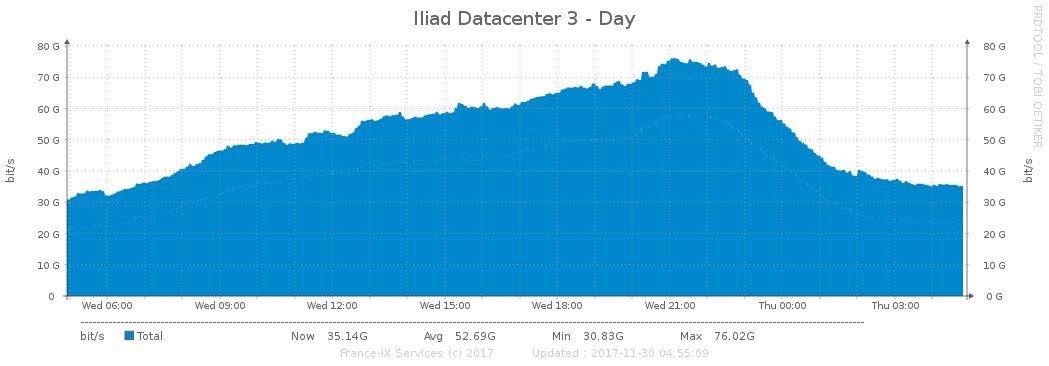 Iliad Datacenter 3 - Day
RRDTOOL / TOBI OETIKER
80 G 80 G
70 G 70 G
60 G 60 G
50 G 50 G
40 G 40 G
30 G 30 G
20 G 20 G
10 G 10 G
0 0 G
bit/s bit/s
Wed 06:00 Wed 09:00 Wed 12:00 Wed 15:00 Wed 18:00 Wed 21:00 Thu 00:00 Thu 03:00
bit/s Total Now 35.14G Avg 52.69G Min 30.83G Max 76.02G
France-IX Services (c) 2017 Updated : 2017-11-30 04:55:09